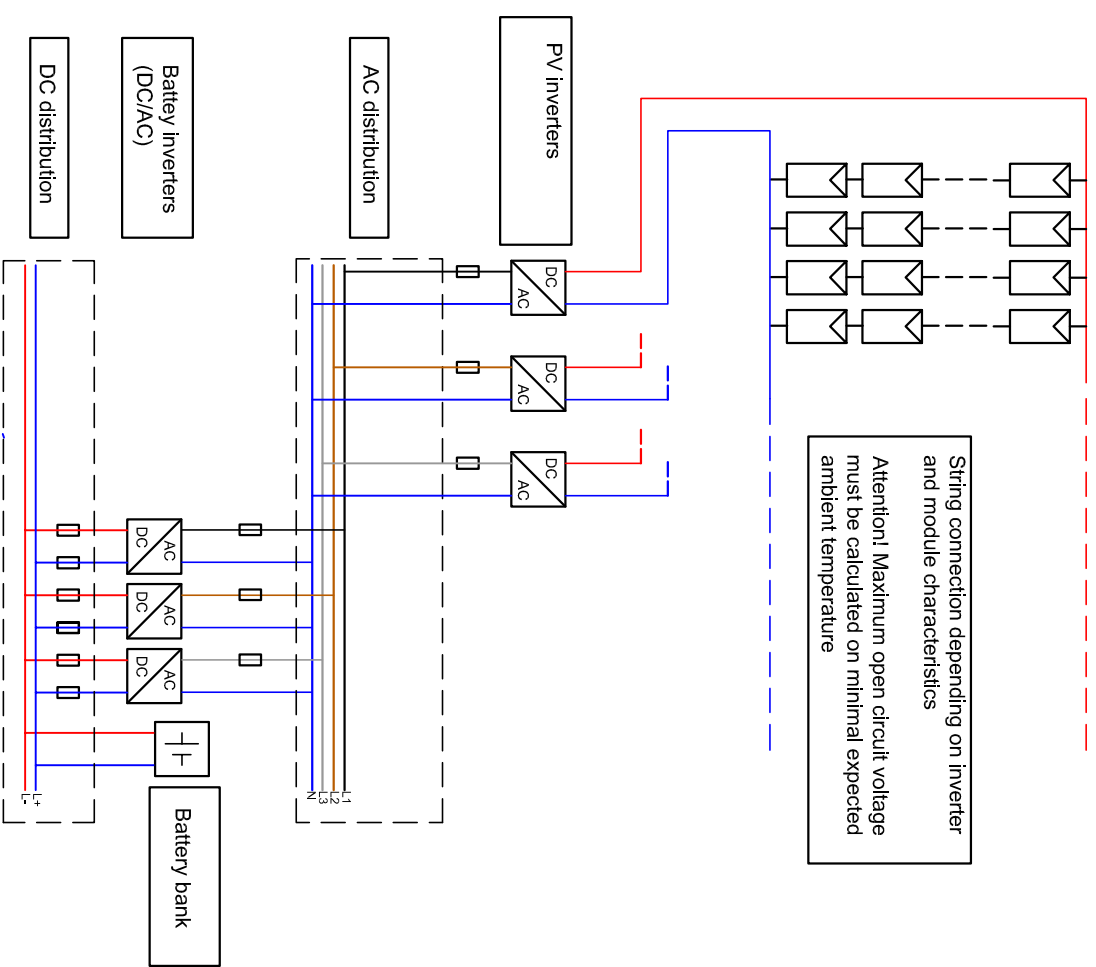 String connection depending on inverter
and module characteristics
Attention! Maximum open circuit voltage
must be calculated on minimal expected
ambient temperature
PV inverters
DC
AC
DC
AC
DC
AC
AC distribution
L1
L2
L3
N
Battey inverters
(DC/AC)
AC
DC
AC
DC
AC
DC
Battery bank
DC distribution
L+
L-